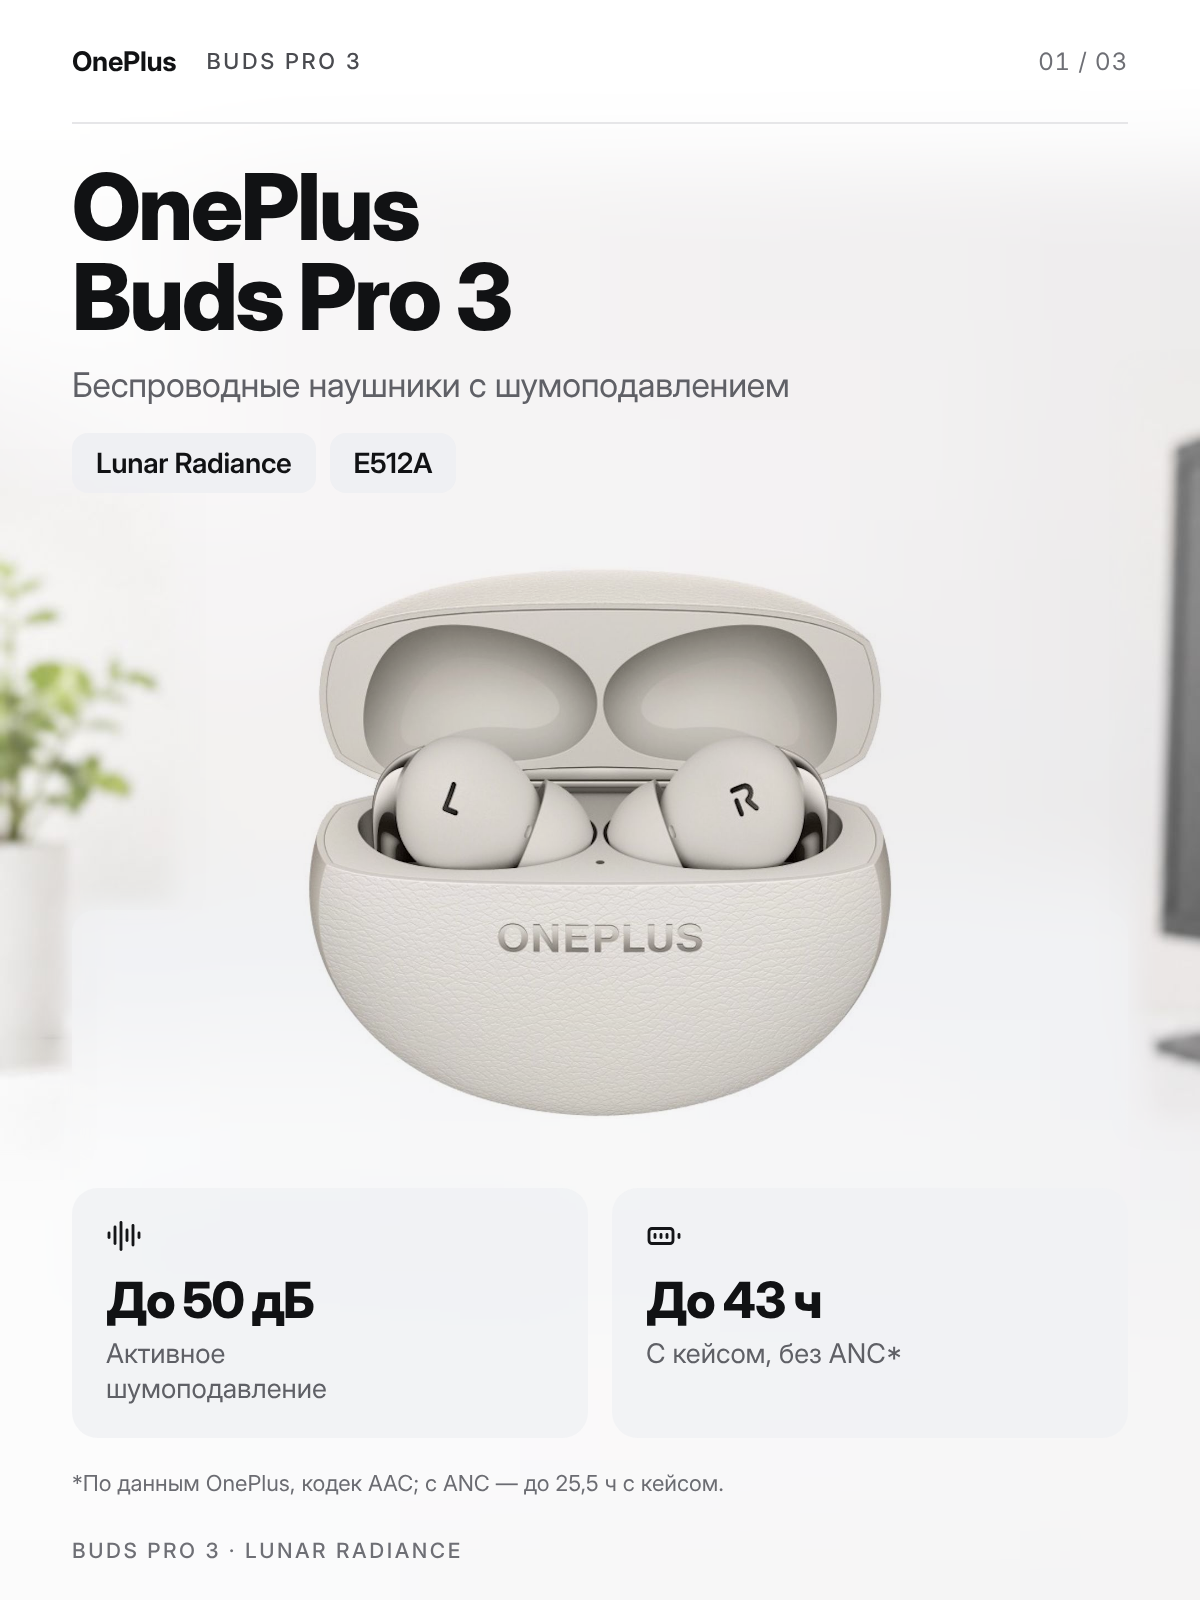 OnePlus BUDS PRO 3 01 / 03
OnePlus
Buds Pro 3
Беспроводные наушники с шумоподавлением
Lunar Radiance E512A
L R
ONEPLUS
До 50 дБ
Активное
шумоподавление
До 43 ч
С кейсом, без ANC*
*По данным OnePlus, кодек AAC; с ANC — до 25,5 ч с кейсом.
BUDS PRO 3 · LUNAR RADIANCE